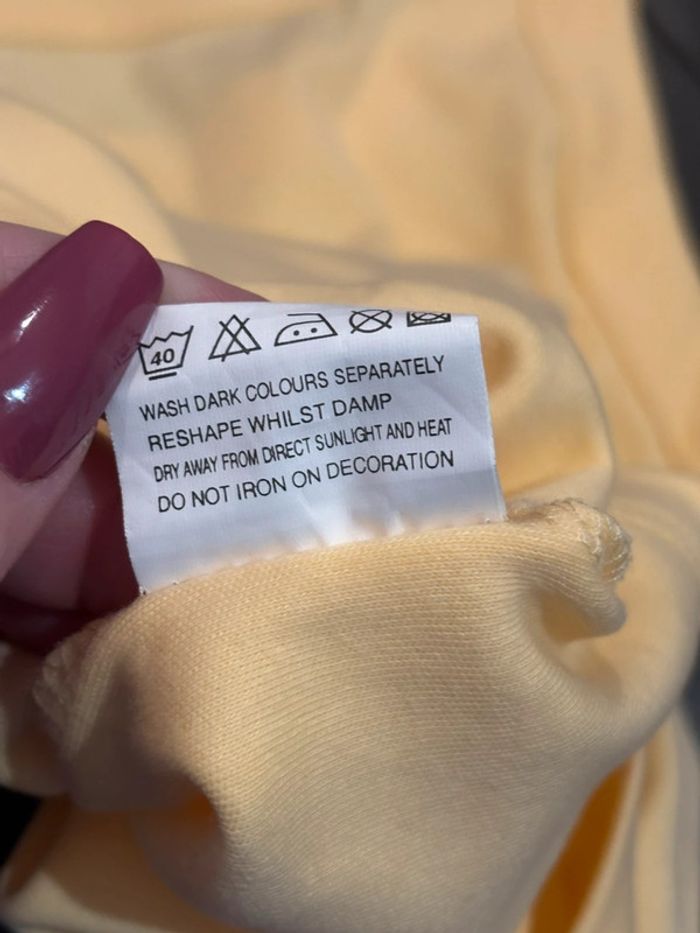 40
WASH DARK COLOURS SEPARATELY
RESHAPE WHILST DAMP
DRY AWAY FROM DIRECT SUNLIGHT AND HEAT
DO NOT IRON ON DECORATION